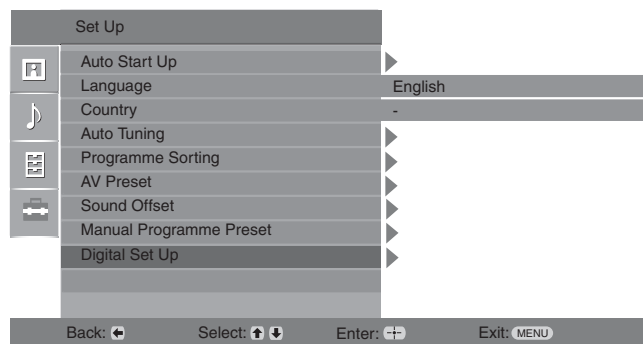 Set Up
Auto Start Up
Language English
Country -
Auto Tuning
Programme Sorting
AV Preset
Sound Offset
Manual Programme Preset
Digital Set Up
Back: Select: Enter: Exit: MENU